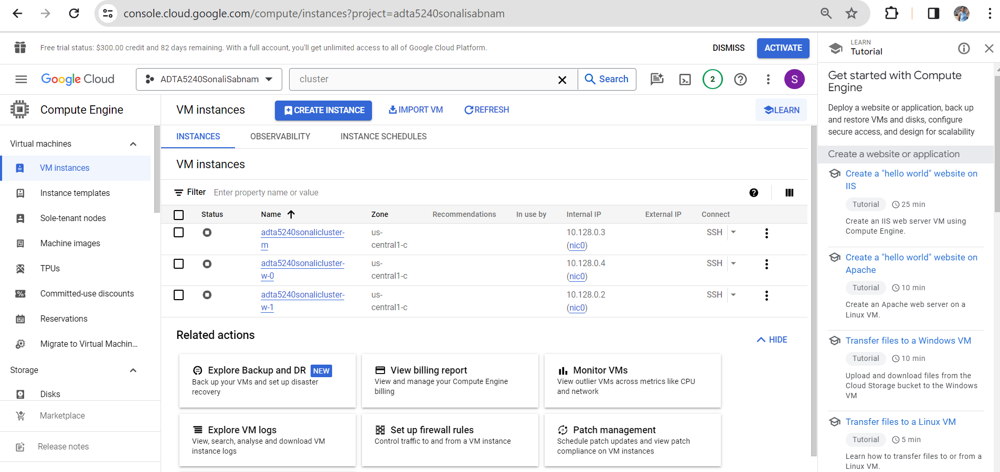 console.cloud.google.com/compute/instances?project=adta5240sonalisabnam
Free trial status: $300.00 credit and 82 days remaining. With a full account, you'll get unlimited access to all of Google Cloud Platform.
DISMISS
ACTIVATE
Google Cloud
ADTA5240SonaliSabnam
cluster
Search
2
S
Compute Engine
VM instances
CREATE INSTANCE
IMPORT VM
REFRESH
LEARN
Virtual machines
VM instances
Instance templates
Sole-tenant nodes
Machine images
TPUs
Committed-use discounts
Reservations
Migrate to Virtual Machin...
Storage
Disks
Marketplace
Release notes
INSTANCES
OBSERVABILITY
INSTANCE SCHEDULES
VM instances
Filter
Enter property name or value
Status
Name
Zone
Recommendations
In use by
Internal IP
External IP
Connect
adta5240sonalicluster-
m
us-
central1-c
10.128.0.3
(nic0)
SSH
adta5240sonalicluster-
w-0
us-
central1-c
10.128.0.4
(nic0)
SSH
adta5240sonalicluster-
w-1
us-
central1-c
10.128.0.2
(nic0)
SSH
Related actions
HIDE
Explore Backup and DR NEW
Back up your VMs and set up disaster
recovery
View billing report
View and manage your Compute Engine
billing
Monitor VMs
View outlier VMs across metrics like CPU
and network
Explore VM logs
View, search, analyse and download VM
instance logs
Set up firewall rules
Control traffic to and from a VM instance
Patch management
Schedule patch updates and view patch
compliance on VM instances
LEARN
Tutorial
Get started with Compute
Engine
Deploy a website or application, back up
and restore VMs and disks, configure
secure access, and design for scalability
Create a website or application
Create a "hello world" website on
IIS
Tutorial
25 min
Create an IIS web server VM using
Compute Engine.
Create a "hello world" website on
Apache
Tutorial
10 min
Create an Apache web server on a
Linux VM.
Transfer files to a Windows VM
Tutorial
10 min
Upload and download files from the
Cloud Storage bucket to the Windows
VM
Transfer files to a Linux VM
Tutorial
5 min
Learn how to transfer files to or from a
Linux VM.